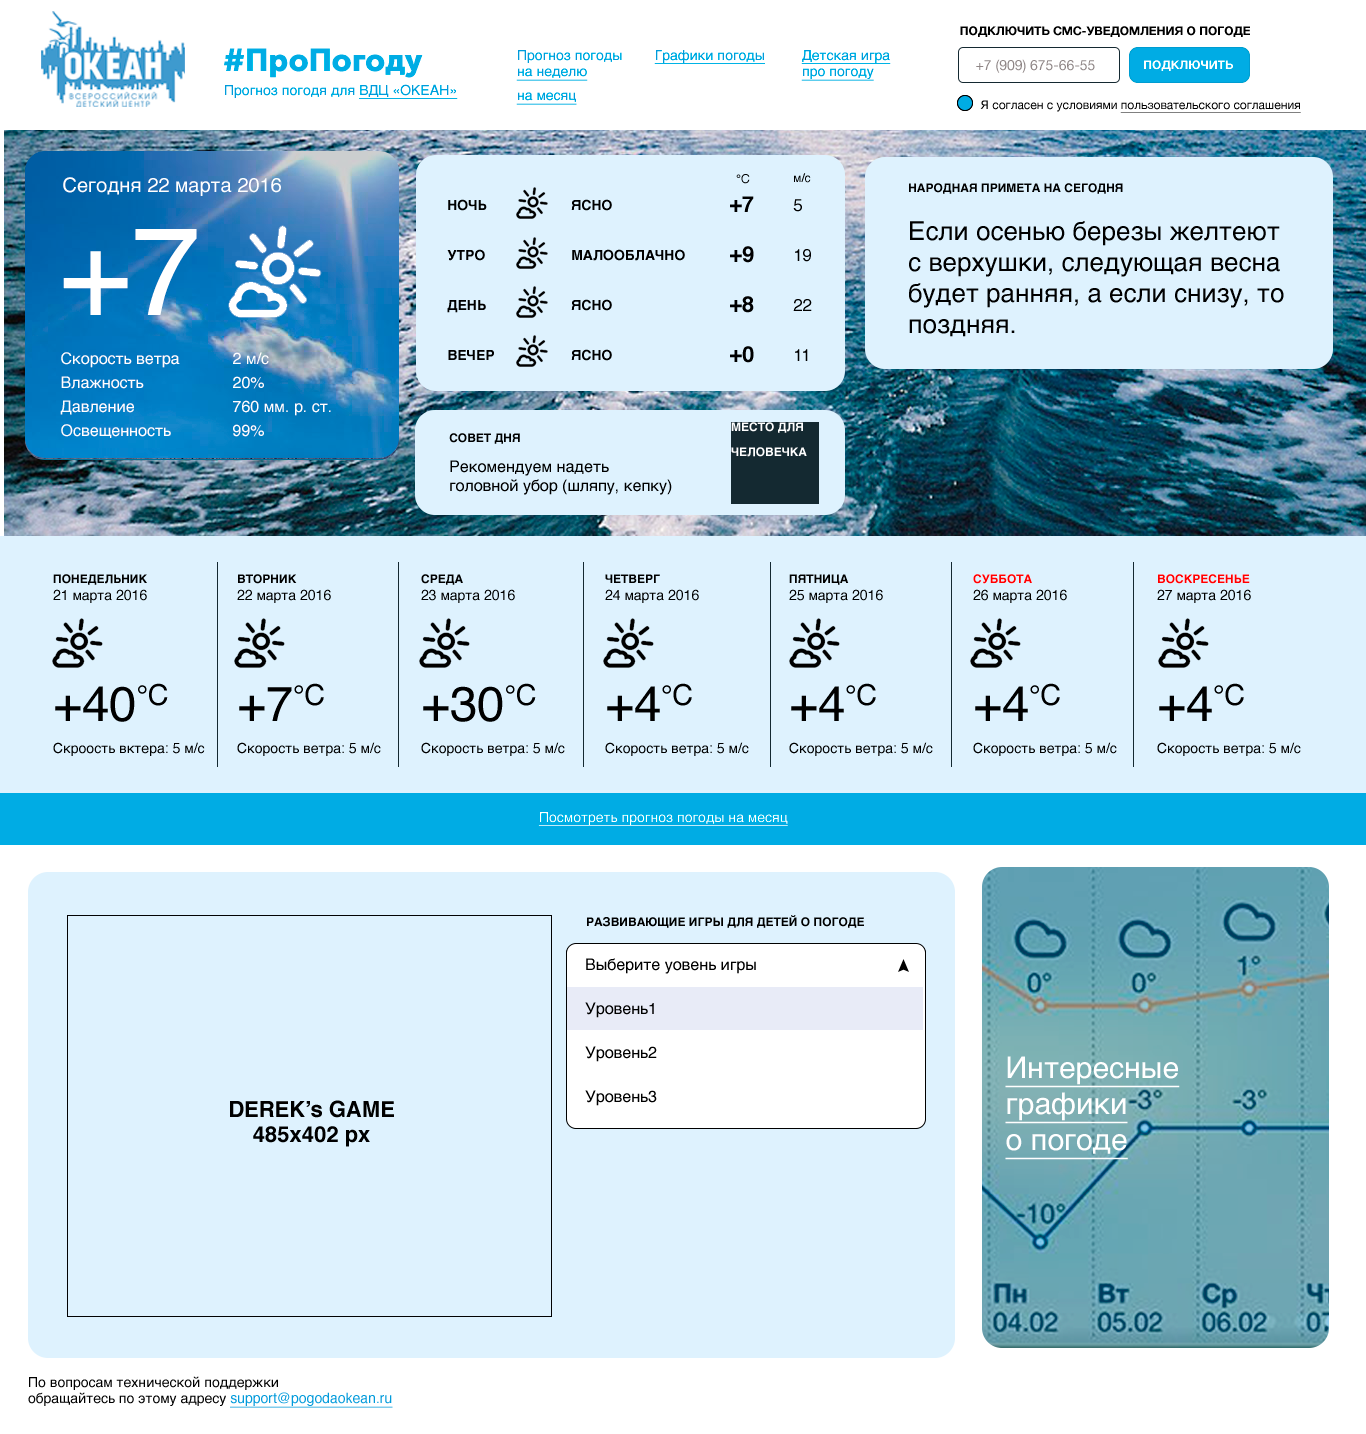 ОКЕАН
ВСЕРОССИЙСКИЙ
ДЕТСКИЙ ЦЕНТР
#ПроПогоду
Прогноз погодя для ВДЦ «ОКЕАН»
Прогноз погоды
на неделю
на месяц
Графики погоды
Детская игра
про погоду
ПОДКЛЮЧИТЬ СМС-УВЕДОМЛЕНИЯ О ПОГОДЕ
+7 (909) 675-66-55
ПОДКЛЮЧИТЬ
Я согласен с условиями пользовательского соглашения
Сегодня 22 марта 2016
+7
Скорость ветра 2 м/с
Влажность 20%
Давление 760 мм. р. ст.
Освещенность 99%
°C м/с
НОЧЬ ЯСНО +7 5
УТРО МАЛООБЛАЧНО +9 19
ДЕНЬ ЯСНО +8 22
ВЕЧЕР ЯСНО +0 11
СОВЕТ ДНЯ
Рекомендуем надеть
головной убор (шляпу, кепку)
МЕСТО ДЛЯ
ЧЕЛОВЕЧКА
НАРОДНАЯ ПРИМЕТА НА СЕГОДНЯ
Если осенью березы желтеют
с верхушки, следующая весна
будет ранняя, а если снизу, то
поздняя.
ПОНЕДЕЛЬНИК
21 марта 2016
+40°C
Скроость вктера: 5 м/с
ВТОРНИК
22 марта 2016
+7°C
Скорость ветра: 5 м/с
СРЕДА
23 марта 2016
+30°C
Скорость ветра: 5 м/с
ЧЕТВЕРГ
24 марта 2016
+4°C
Скорость ветра: 5 м/с
ПЯТНИЦА
25 марта 2016
+4°C
Скорость ветра: 5 м/с
СУББОТА
26 марта 2016
+4°C
Скорость ветра: 5 м/с
ВОСКРЕСЕНЬЕ
27 марта 2016
+4°C
Скорость ветра: 5 м/с
Посмотреть прогноз погоды на месяц
DEREK’s GAME
485x402 px
РАЗВИВАЮЩИЕ ИГРЫ ДЛЯ ДЕТЕЙ О ПОГОДЕ
Выберите уовень игры
Уровень1
Уровень2
Уровень3
0° 0° 1°
Интересные
графики
о погоде
-3° -3°
-10°
Пн Вт Ср Чт
04.02 05.02 06.02 07.
По вопросам технической поддержки
обращайтесь по этому адресу support@pogodaokean.ru